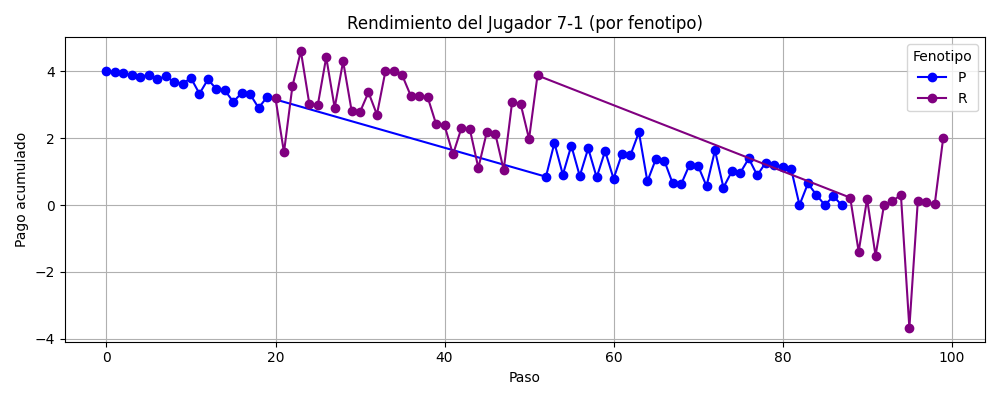 Rendimiento del Jugador 7-1 (por fenotipo)
Pago acumulado
4
2
0
−2
−4
Fenotipo
P
R
0
20
40
60
80
100
Paso